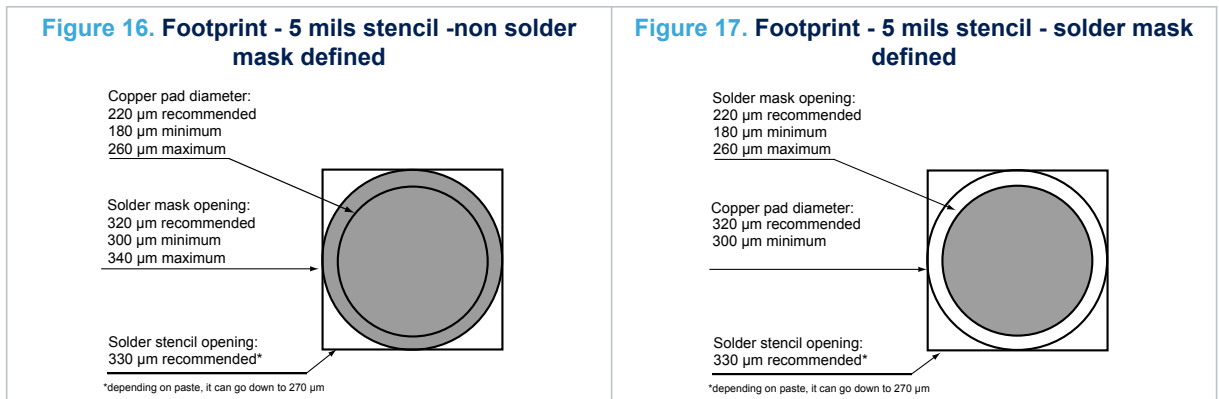 Figure 16. Footprint - 5 mils stencil -non solder
mask defined
Copper pad diameter:
220 μm recommended
180 μm minimum
260 μm maximum
Solder mask opening:
320 μm recommended
300 μm minimum
340 μm maximum
Solder stencil opening:
330 μm recommended*
*depending on paste, it can go down to 270 μm
Figure 17. Footprint - 5 mils stencil - solder mask
defined
Solder mask opening:
220 μm recommended
180 μm minimum
260 μm maximum
Copper pad diameter:
320 μm recommended
300 μm minimum
Solder stencil opening:
330 μm recommended*
*depending on paste, it can go down to 270 μm